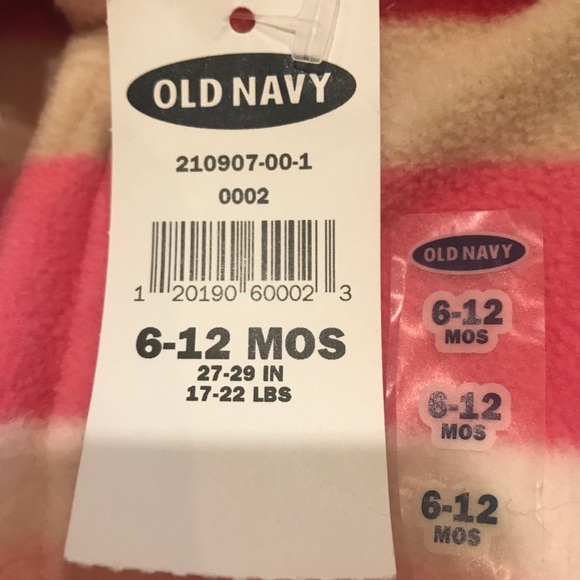 OLD NAVY
210907-00-1
0002
1 20190 60002 3
6-12 MOS
27-29 IN
17-22 LBS
OLD NAVY
6-12
MOS
6-12
MOS
6-12
MOS